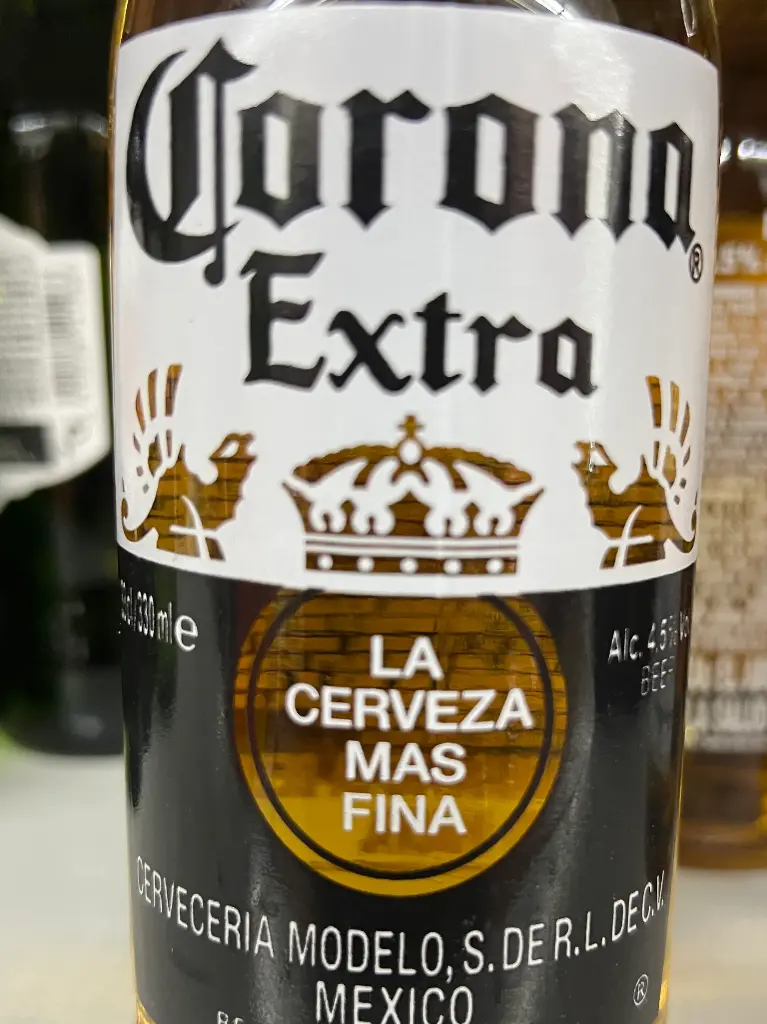 Corona®
Extra
330 ml e
Alc. 4.5%
BEER
LA
CERVEZA
MAS
FINA
CERVECERIA MODELO, S. DE R.L. DE C.V.
MEXICO
®